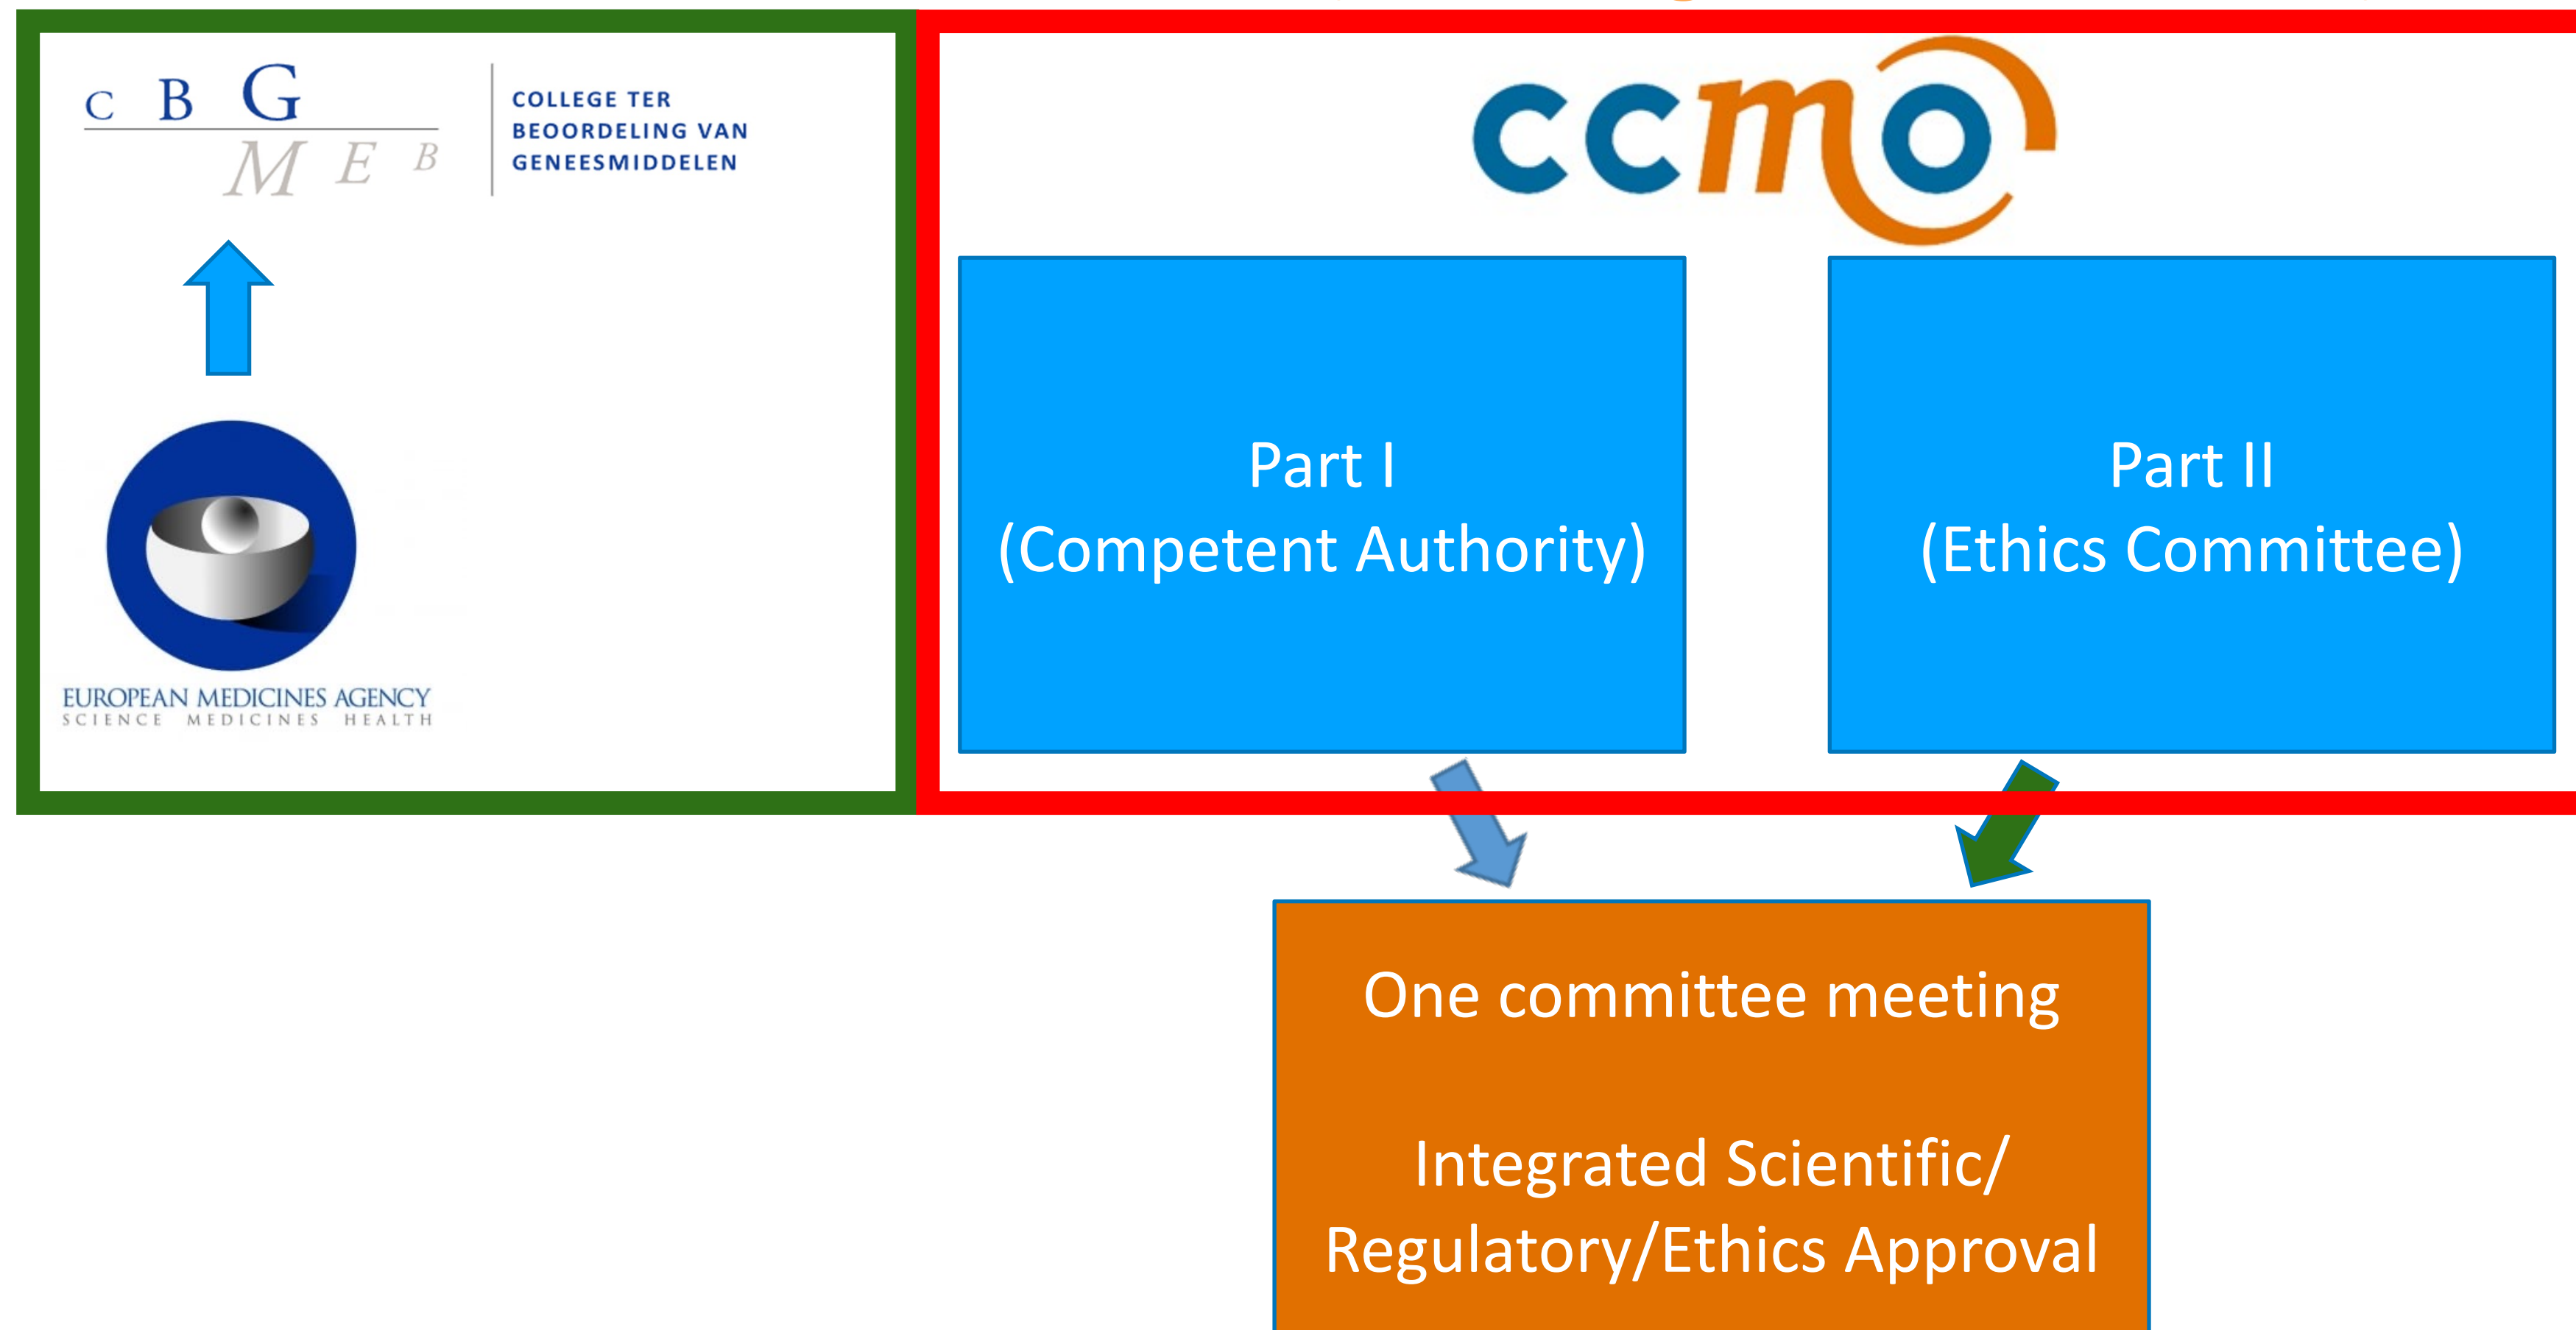 C B G
M E B
COLLEGE TER
BEOORDELING VAN
GENEESMIDDELEN
EUROPEAN MEDICINES AGENCY
SCIENCE MEDICINES HEALTH
ccmo
Part I
(Competent Authority)
Part II
(Ethics Committee)
One committee meeting
Integrated Scientific/
Regulatory/Ethics Approval